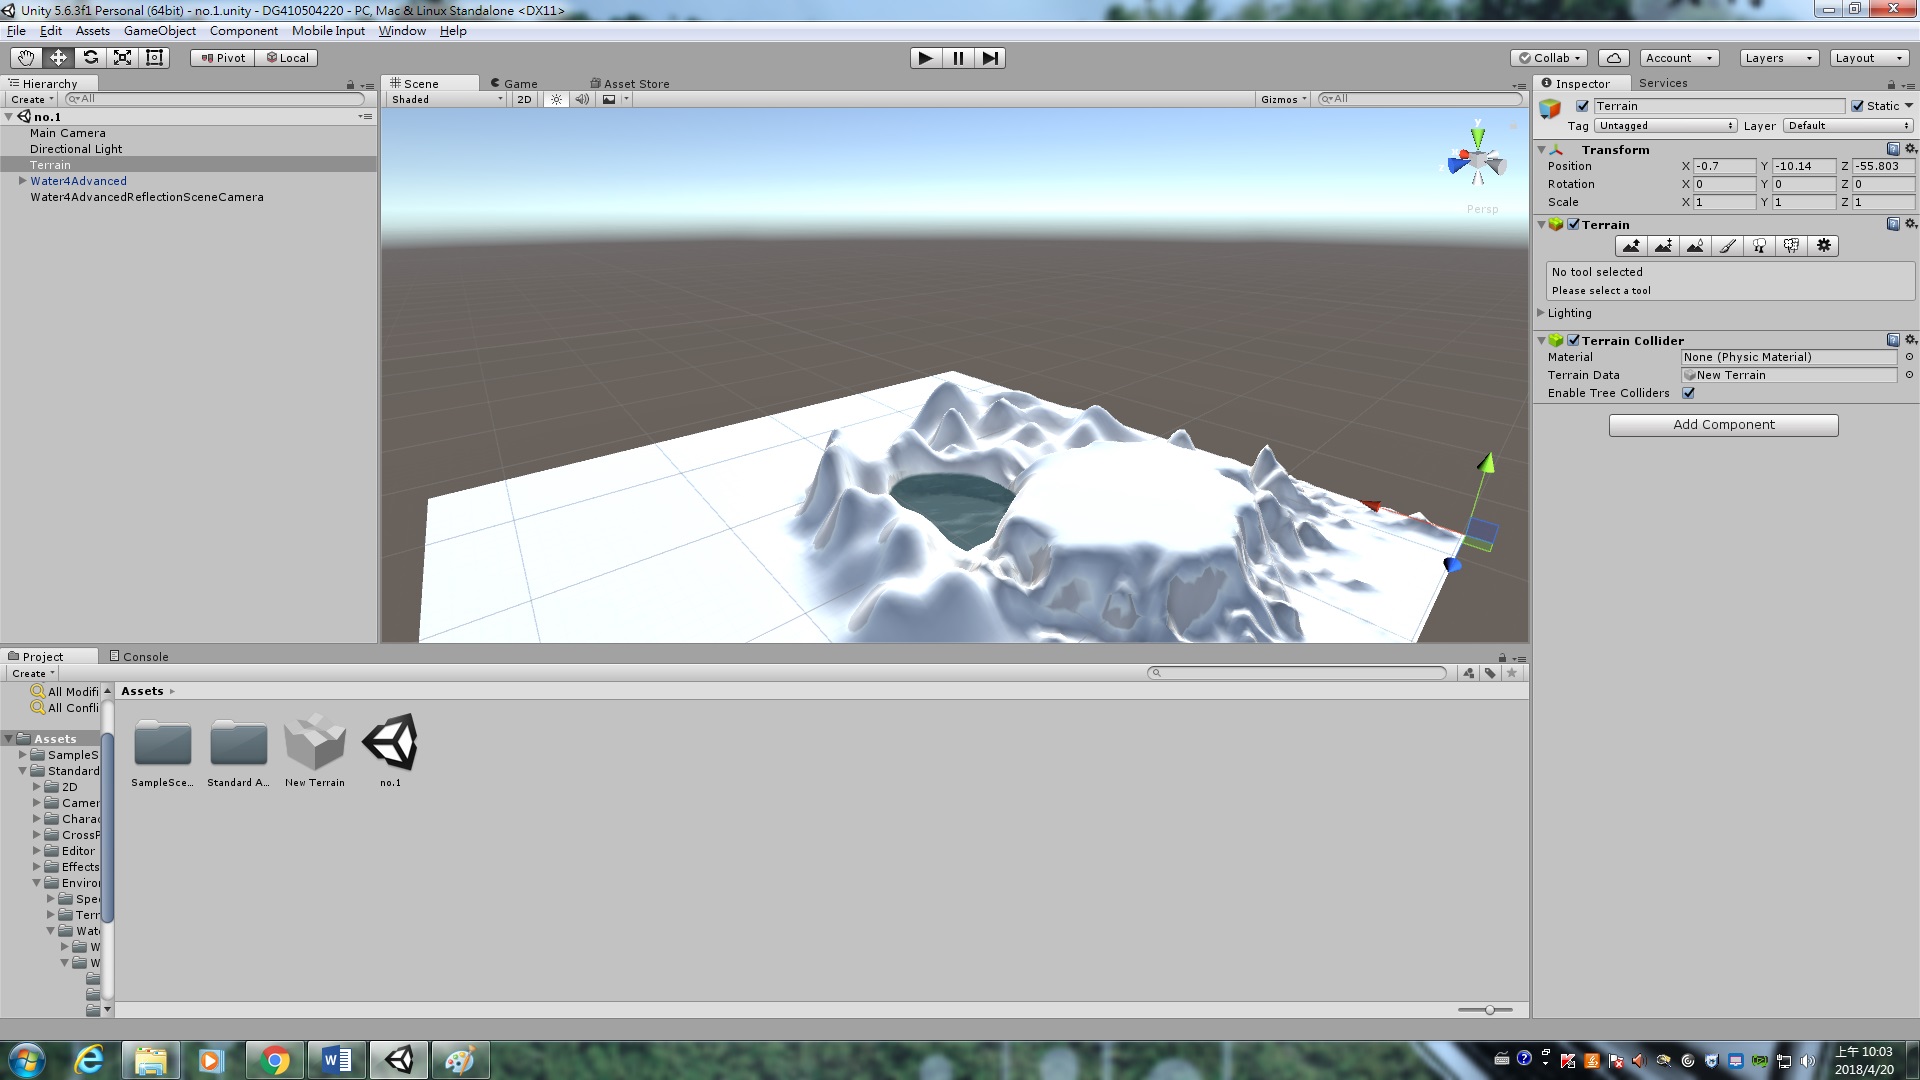 Unity 5.6.3f1 Personal (64bit) - no.1.unity - DG410504220 - PC, Mac & Linux Standalone <DX11>
File Edit Assets GameObject Component Mobile Input Window Help
Pivot Local
Collab Account Layers Layout
Hierarchy
Create All
no.1
Main Camera
Directional Light
Terrain
Water4Advanced
Water4AdvancedReflectionSceneCamera
Scene Game Asset Store
Shaded 2D Gizmos All
y
Persp
Inspector Services
Terrain Static
Tag Untagged Layer Default
Transform
Position X -0.7 Y -10.14 Z -55.803
Rotation X 0 Y 0 Z 0
Scale X 1 Y 1 Z 1
Terrain
No tool selected
Please select a tool
Lighting
Terrain Collider
Material None (Physic Material)
Terrain Data New Terrain
Enable Tree Colliders
Add Component
Project Console
Create
All Modifi
All Confli
Assets
SampleS
Standard
2D
Camer
Charac
CrossP
Editor
Effects
Enviro
Spe
Terr
Wat
W
W
Assets
SampleSce...
Standard A...
New Terrain
no.1
上午 10:03
2018/4/20